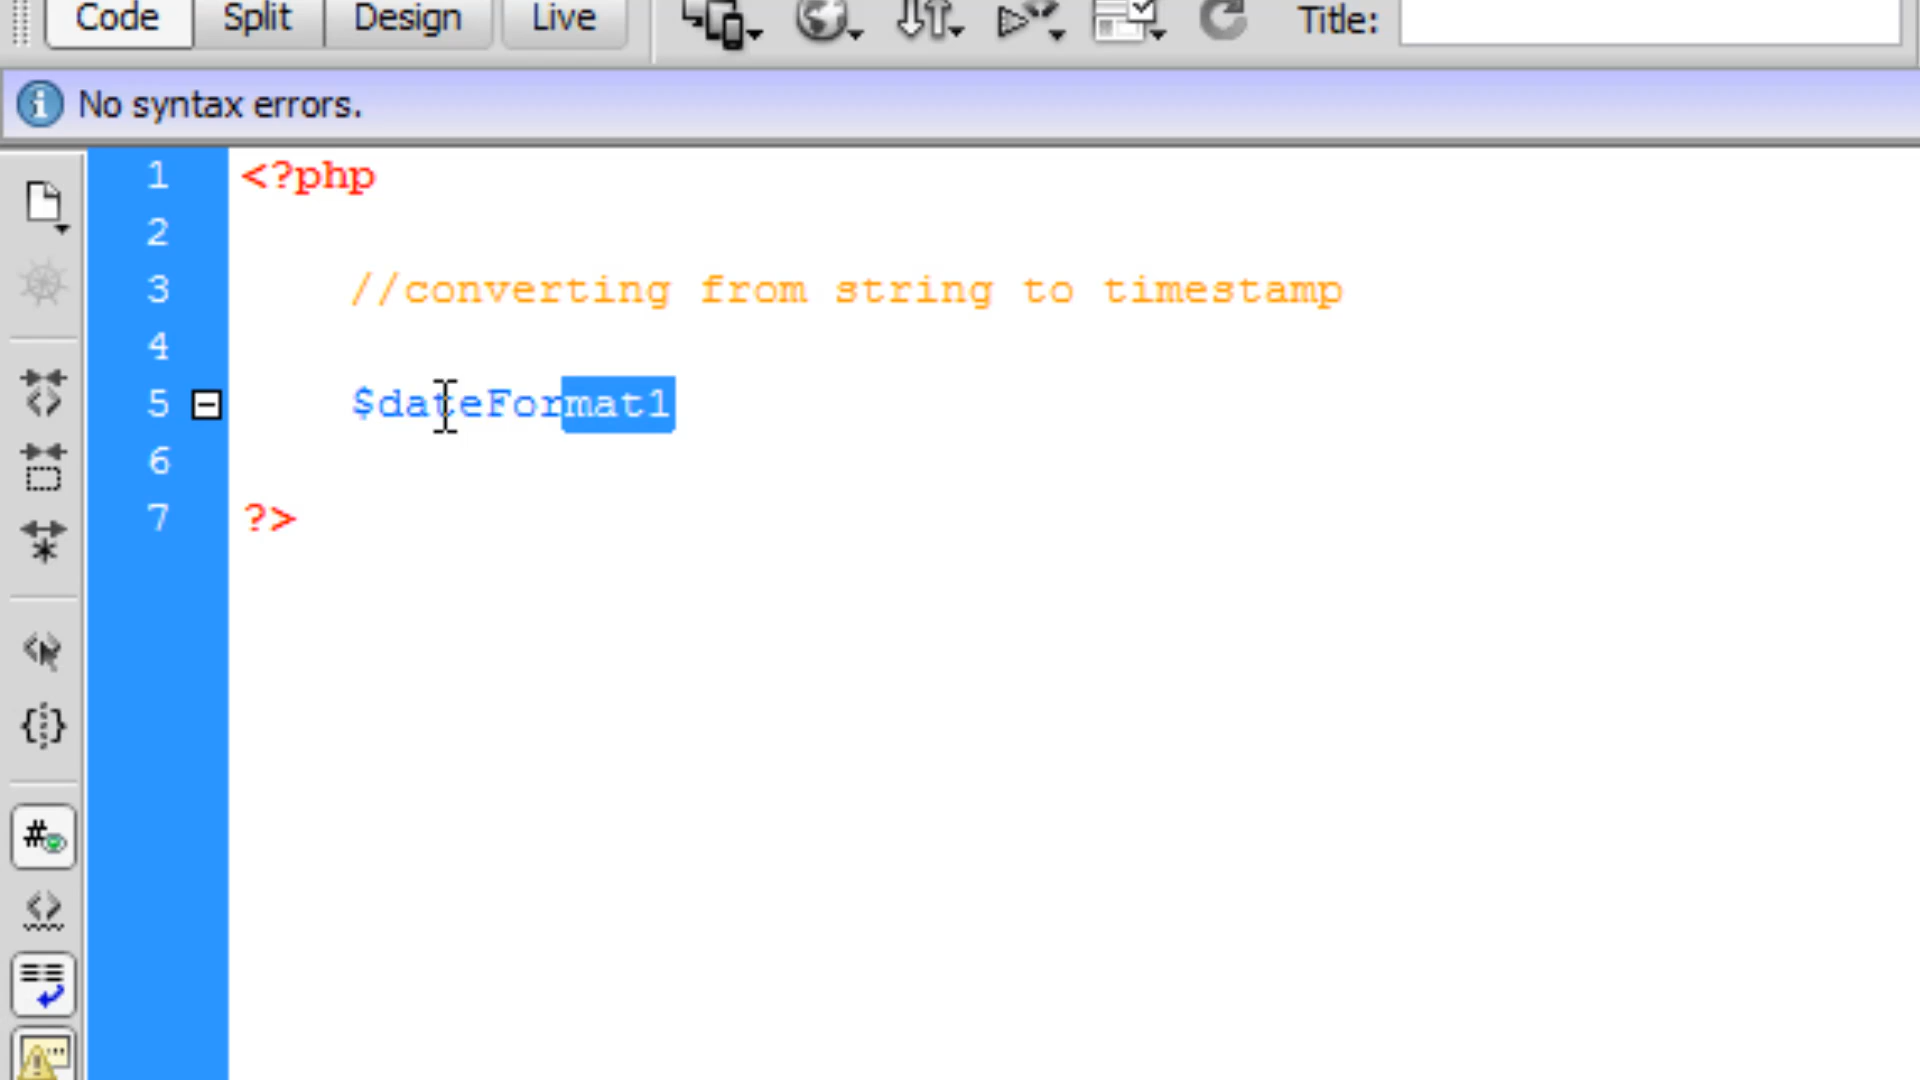 Code Split Design Live Title:
No syntax errors.
1 <?php
2
3 //converting from string to timestamp
4
5 $dateFormat1
6
7 ?>